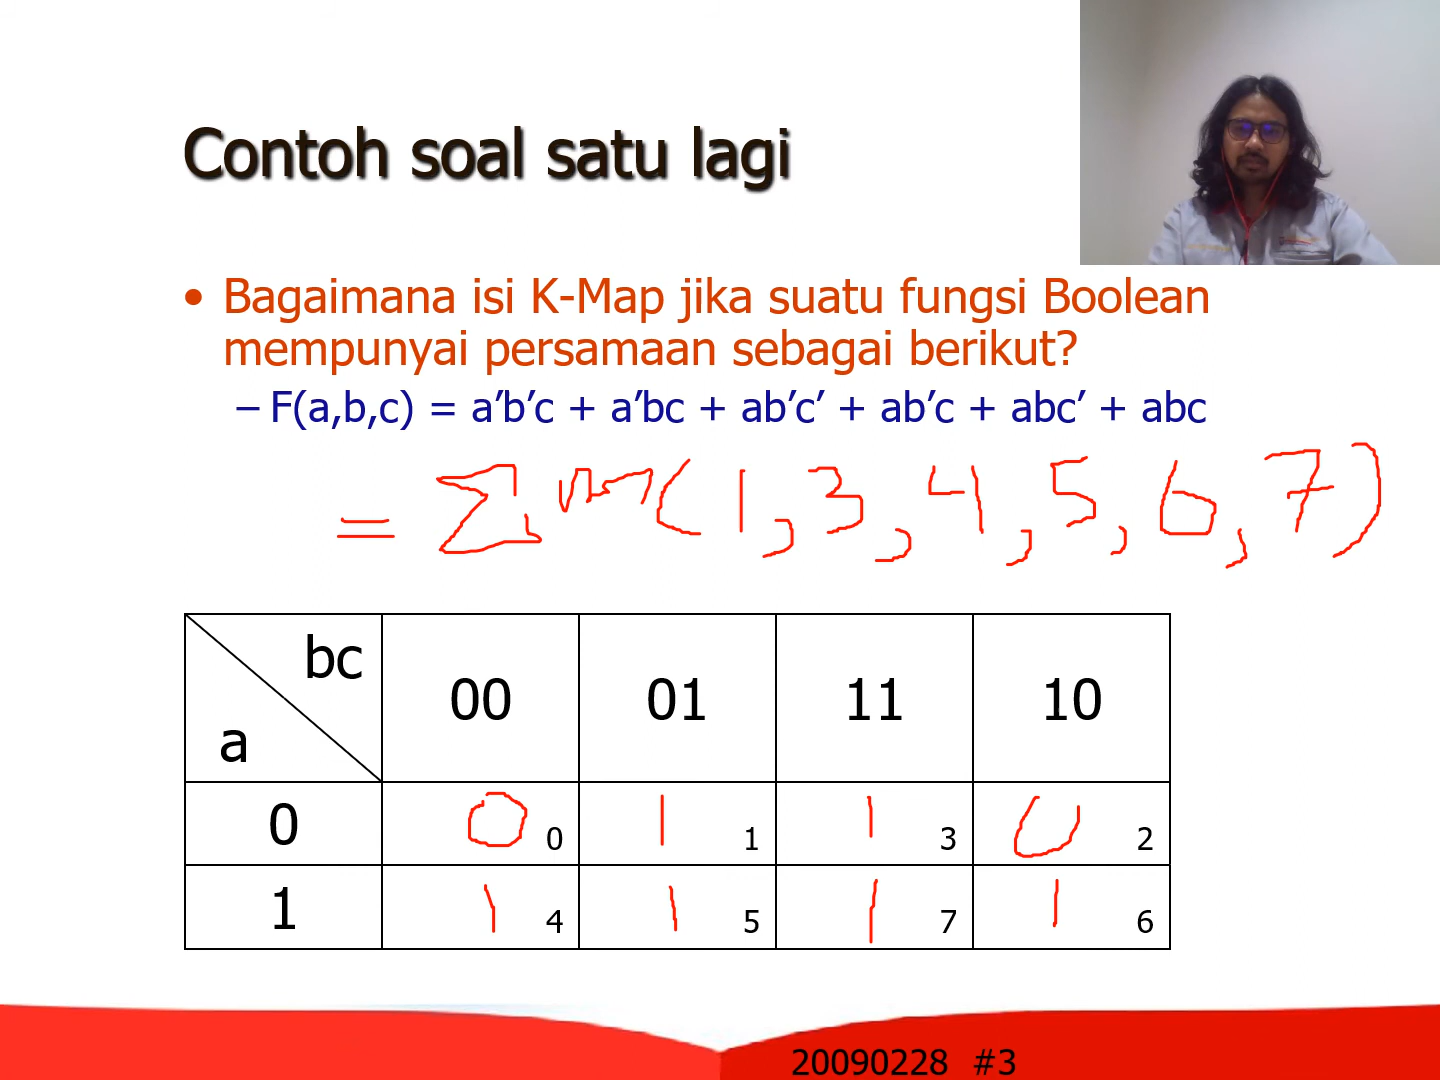 Contoh soal satu lagi
• Bagaimana isi K-Map jika suatu fungsi Boolean
mempunyai persamaan sebagai berikut?
– F(a,b,c) = a’b’c + a’bc + ab’c’ + ab’c + abc’ + abc
= Σ m (1, 3, 4, 5, 6, 7)
bc
a
00 01 11 10
0 0 0 1 1 1 3 0 2
1 1 4 1 5 1 7 1 6
20090228 #3